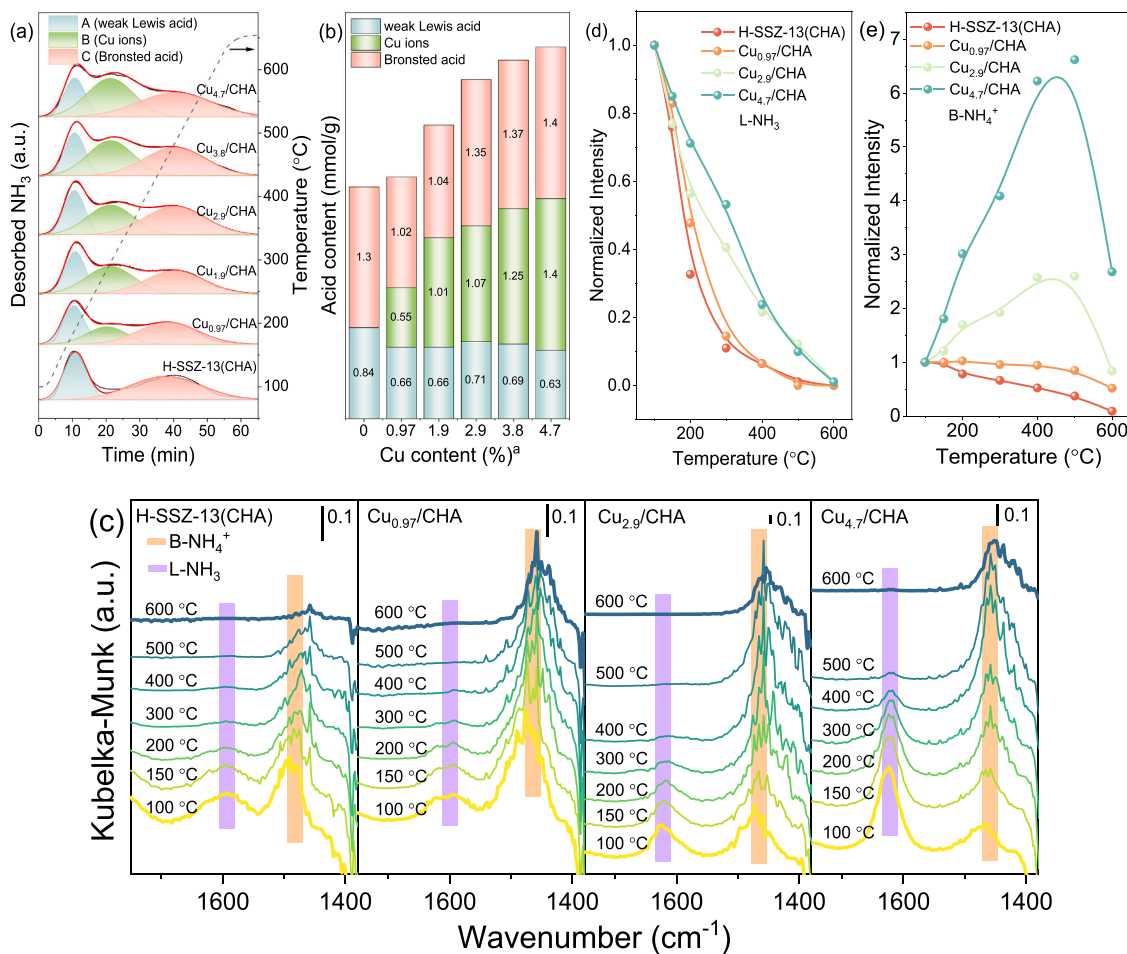 (a)
A (weak Lewis acid)
B (Cu ions)
C (Bronsted acid)
Cu4.7/CHA
Cu3.8/CHA
Cu2.9/CHA
Cu1.9/CHA
Cu0.97/CHA
H-SSZ-13(CHA)
Desorbed NH3 (a.u.)
0 10 20 30 40 50 60
Time (min)
600
500
400
300
200
100
Temperature (°C)
(b)
weak Lewis acid
Cu ions
Bronsted acid
Acid content (mmol/g)
1.3
0.84
1.02
0.55
0.66
1.04
1.01
0.66
1.35
1.07
0.71
1.37
1.25
0.69
1.4
1.4
0.63
0 0.97 1.9 2.9 3.8 4.7
Cu content (%)a
(d)
H-SSZ-13(CHA)
Cu0.97/CHA
Cu2.9/CHA
Cu4.7/CHA
L-NH3
Normalized Intensity
1.0
0.8
0.6
0.4
0.2
0.0
200 400 600
Temperature (°C)
(e)
H-SSZ-13(CHA)
Cu0.97/CHA
Cu2.9/CHA
Cu4.7/CHA
B-NH4+
Normalized Intensity
7
6
5
4
3
2
1
0
200 400 600
Temperature (°C)
(c)
H-SSZ-13(CHA)
0.1
B-NH4+
L-NH3
600 °C
500 °C
400 °C
300 °C
200 °C
150 °C
100 °C
Cu0.97/CHA
0.1
600 °C
500 °C
400 °C
300 °C
200 °C
150 °C
100 °C
Cu2.9/CHA
0.1
600 °C
500 °C
400 °C
300 °C
200 °C
150 °C
100 °C
Cu4.7/CHA
0.1
600 °C
500 °C
400 °C
300 °C
200 °C
150 °C
100 °C
Kubelka-Munk (a.u.)
1600 1400 1600 1400 1600 1400 1600 1400
Wavenumber (cm-1)